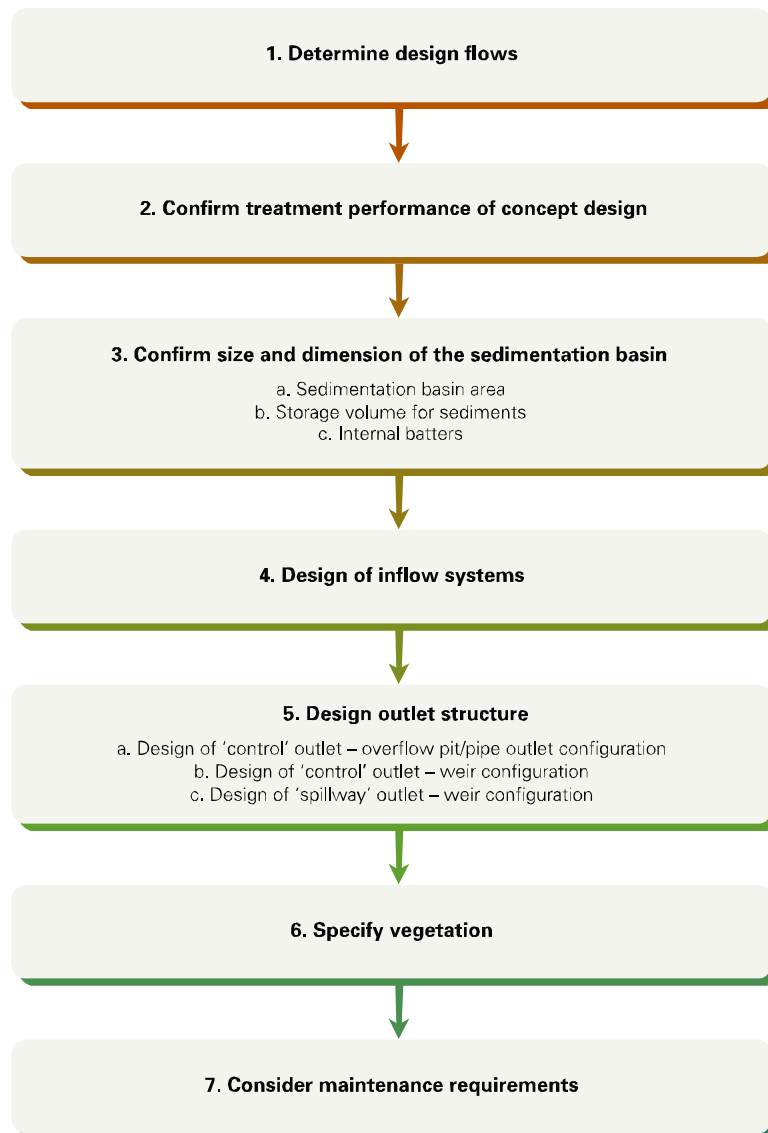 1. Determine design flows
2. Confirm treatment performance of concept design
3. Confirm size and dimension of the sedimentation basin
a. Sedimentation basin area
b. Storage volume for sediments
c. Internal batters
4. Design of inflow systems
5. Design outlet structure
a. Design of ‘control’ outlet – overflow pit/pipe outlet configuration
b. Design of ‘control’ outlet – weir configuration
c. Design of ‘spillway’ outlet – weir configuration
6. Specify vegetation
7. Consider maintenance requirements